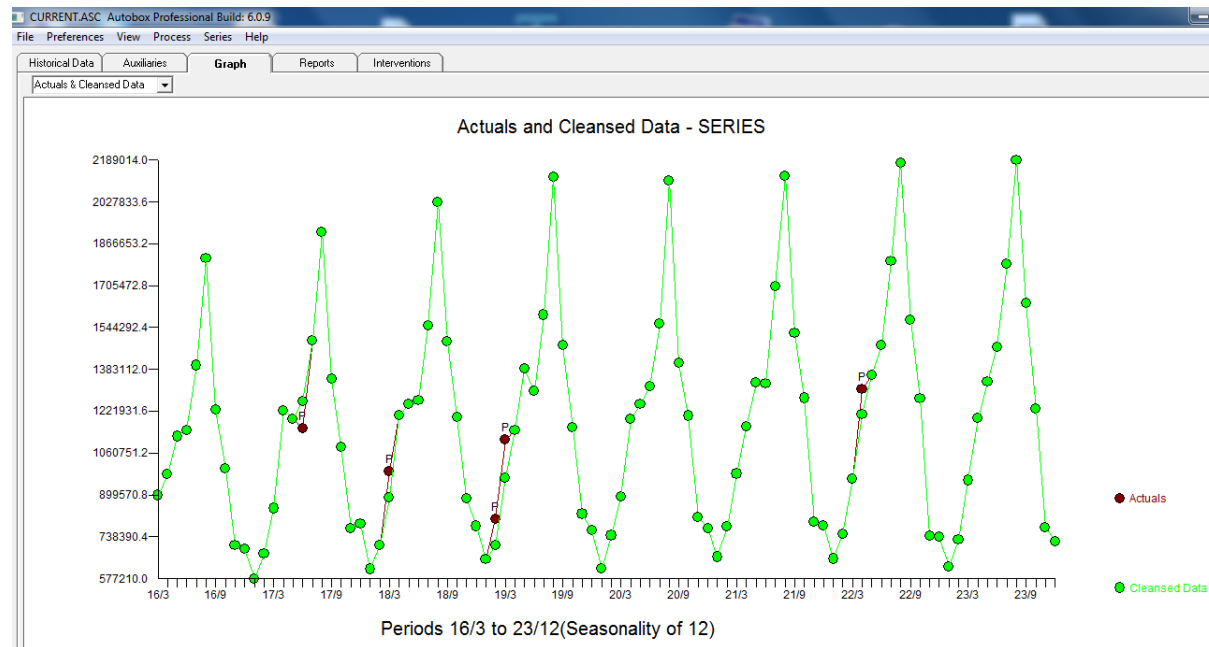 CURRENT.ASC Autobox Professional Build: 6.0.9
File Preferences View Process Series Help
Historical Data Auxiliaries Graph Reports Interventions
Actuals & Cleansed Data
Actuals and Cleansed Data - SERIES
2189014.0
2027833.6
1866653.2
1705472.8
1544292.4
1383112.0
1221931.6
1060751.2
899570.8
738390.4
577210.0
P
P
P
P
P
Actuals
Cleansed Data
16/3 16/9 17/3 17/9 18/3 18/9 19/3 19/9 20/3 20/9 21/3 21/9 22/3 22/9 23/3 23/9
Periods 16/3 to 23/12(Seasonality of 12)